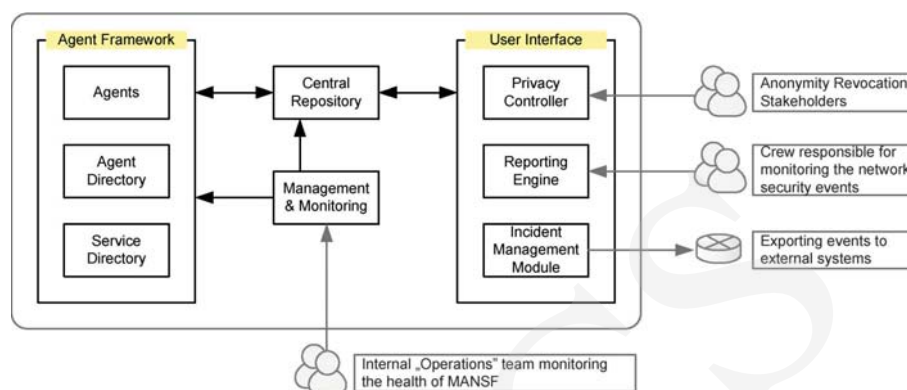 Agent Framework
User Interface
Agents
Central
Repository
Privacy
Controller
Anonymity Revocation
Stakeholders
Agent
Directory
Management
& Monitoring
Reporting
Engine
Crew responsible for
monitoring the network
security events
Service
Directory
Incident
Management
Module
Exporting events to
external systems
Internal „Operations" team monitoring
the health of MANSF